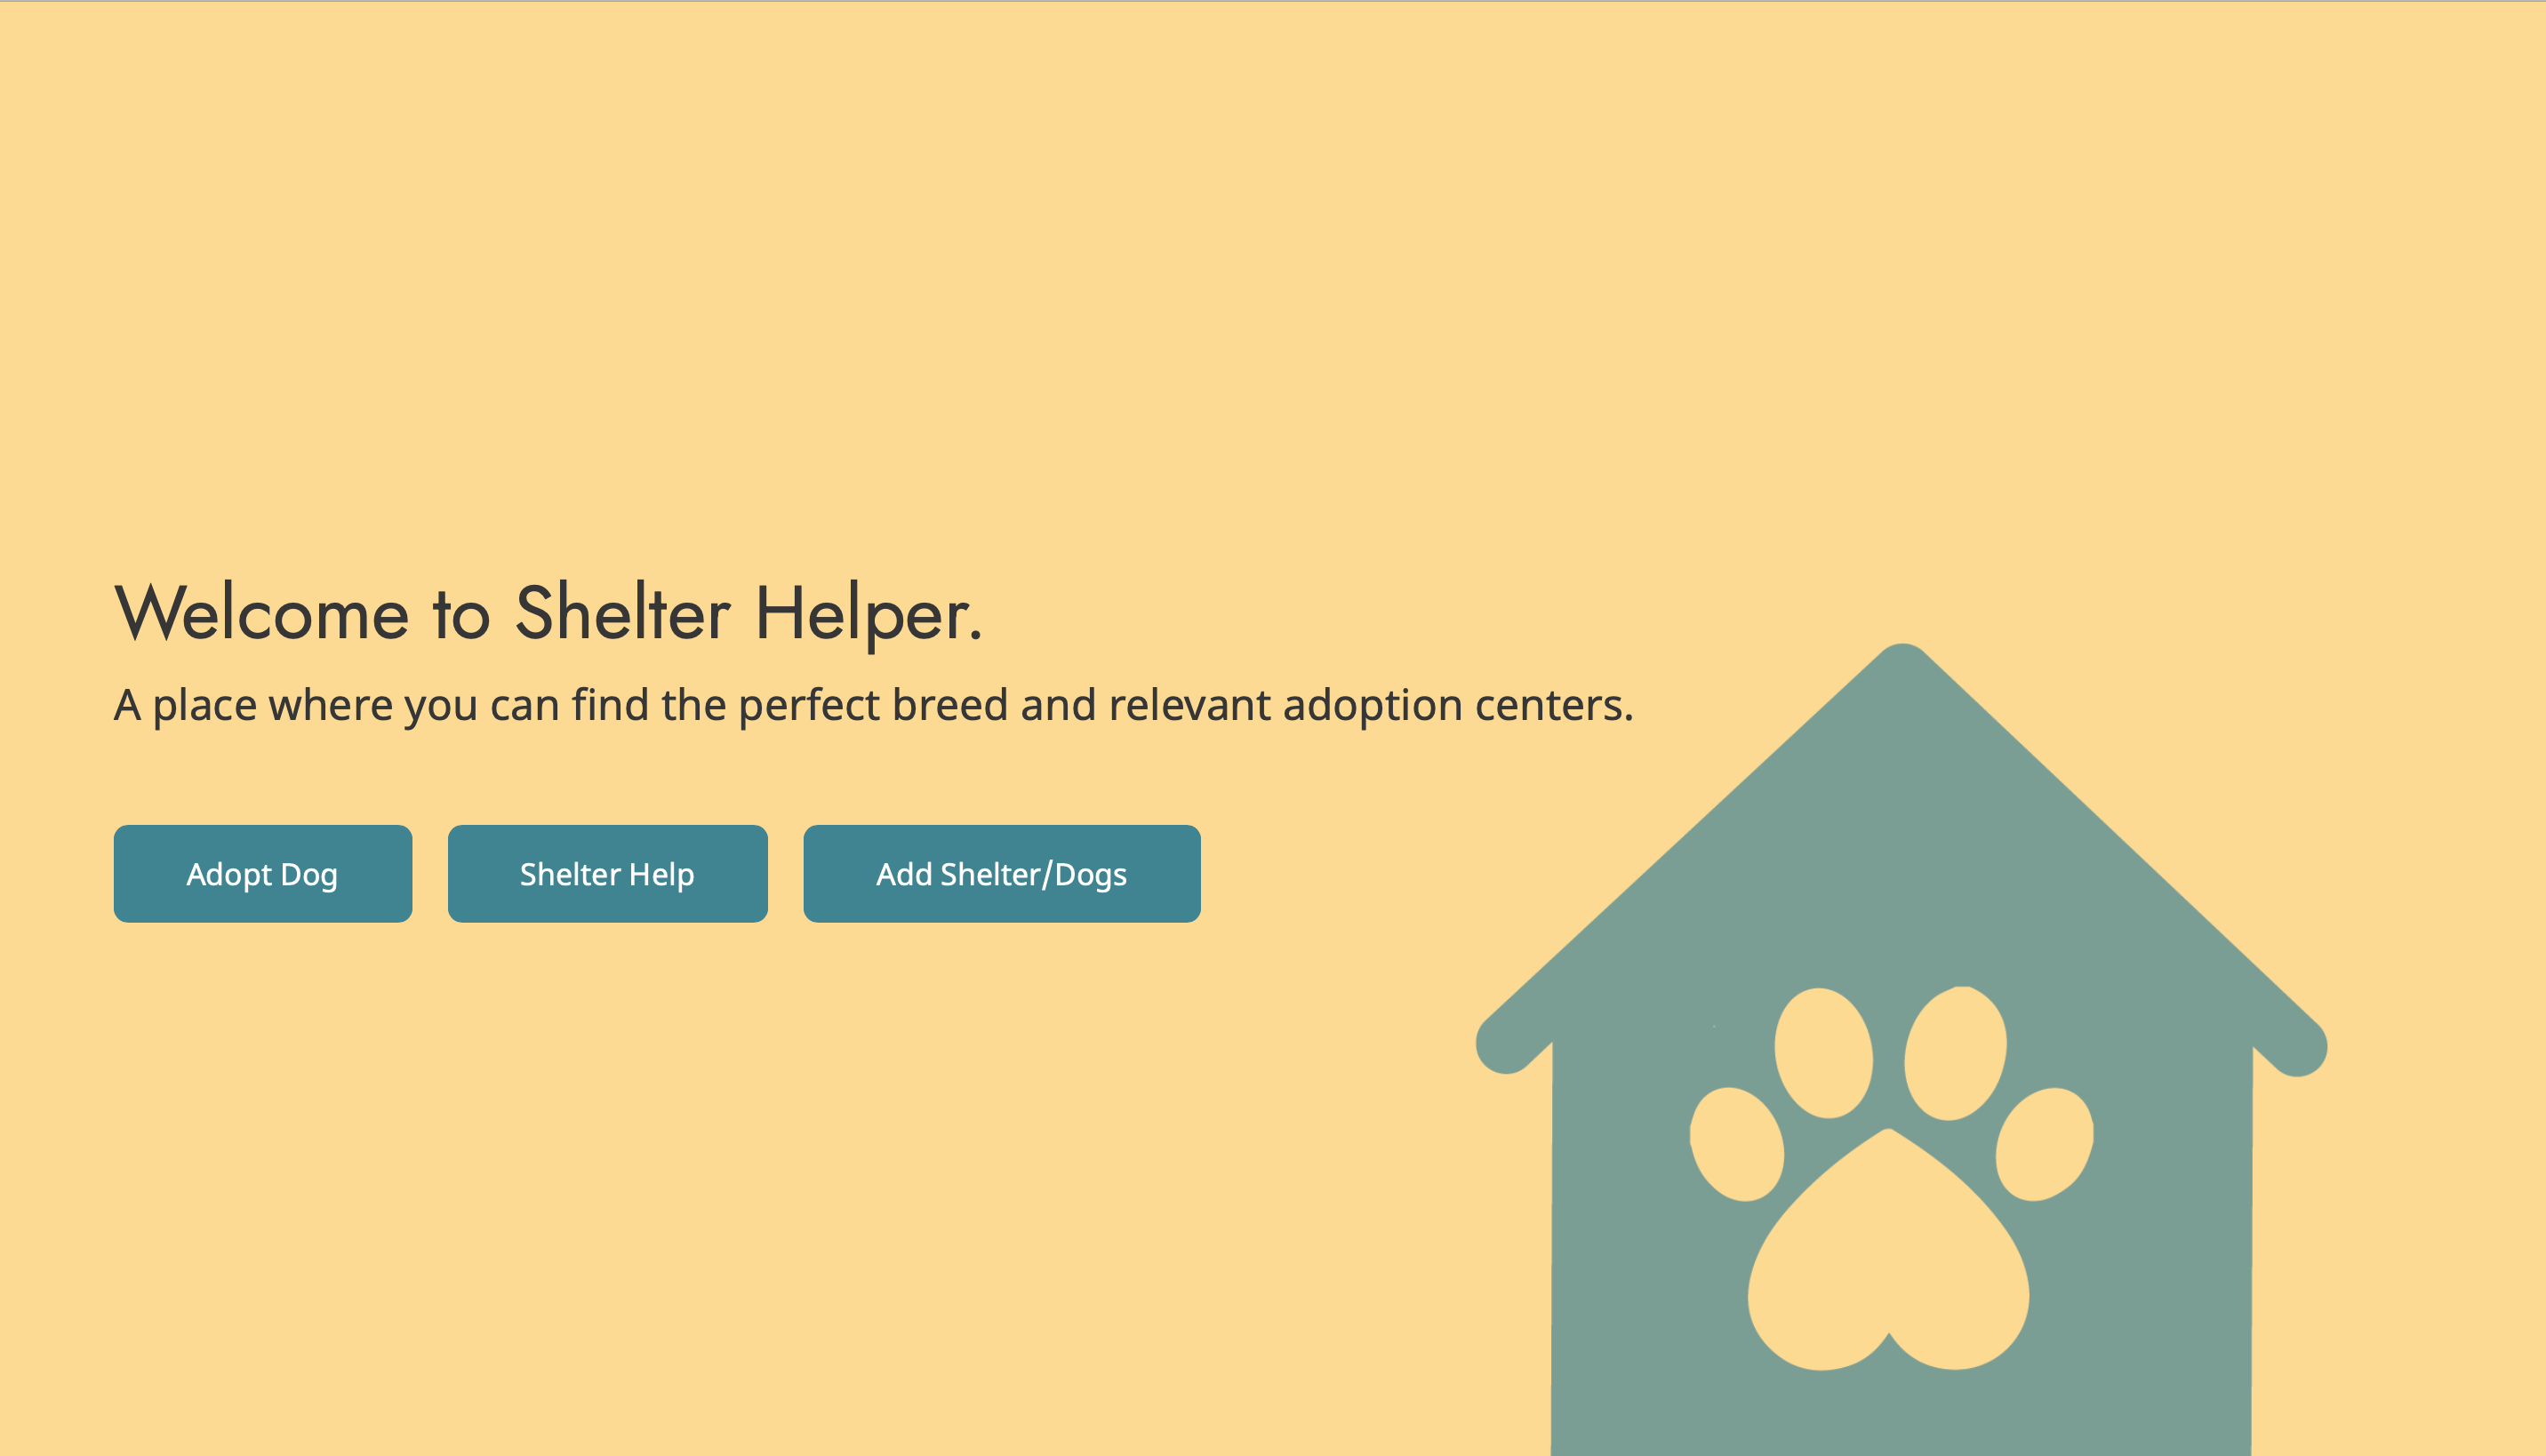 Welcome to Shelter Helper.
A place where you can find the perfect breed and relevant adoption centers.
Adopt Dog
Shelter Help
Add Shelter/Dogs